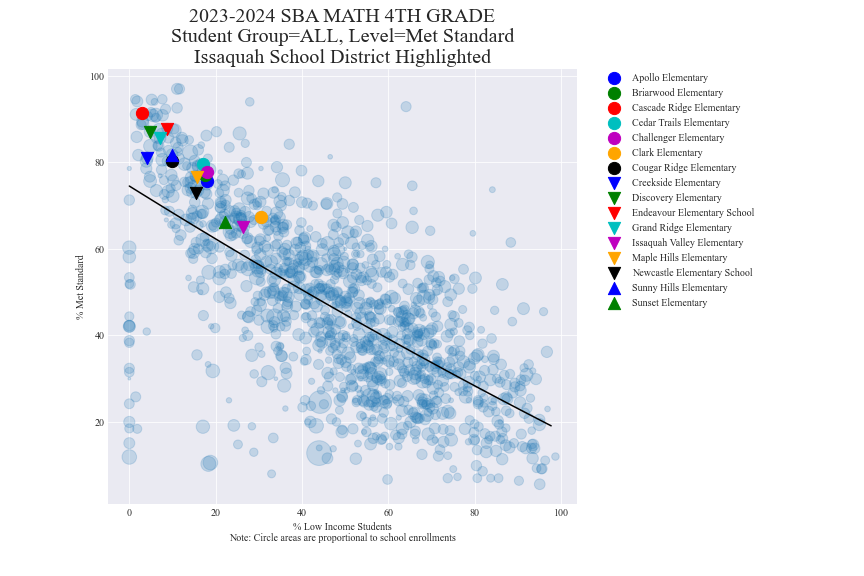 2023-2024 SBA MATH 4TH GRADE
Student Group=ALL, Level=Met Standard
Issaquah School District Highlighted
100
80
60
40
20
% Met Standard
0
20
40
60
80
100
% Low Income Students
Note: Circle areas are proportional to school enrollments
Apollo Elementary
Briarwood Elementary
Cascade Ridge Elementary
Cedar Trails Elementary
Challenger Elementary
Clark Elementary
Cougar Ridge Elementary
Creekside Elementary
Discovery Elementary
Endeavour Elementary School
Grand Ridge Elementary
Issaquah Valley Elementary
Maple Hills Elementary
Newcastle Elementary School
Sunny Hills Elementary
Sunset Elementary